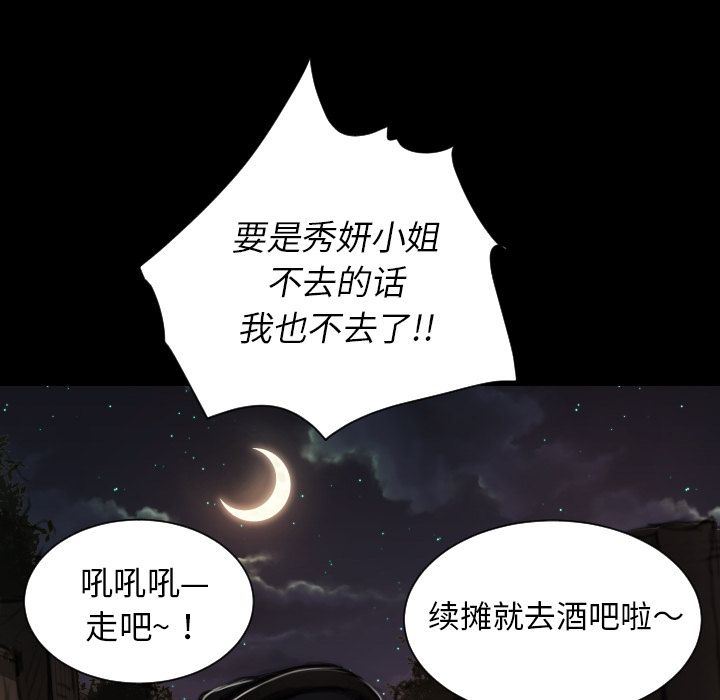 要是秀妍小姐
不去的话
我也不去了!!
吼吼吼—
走吧~！
续摊就去酒吧啦～